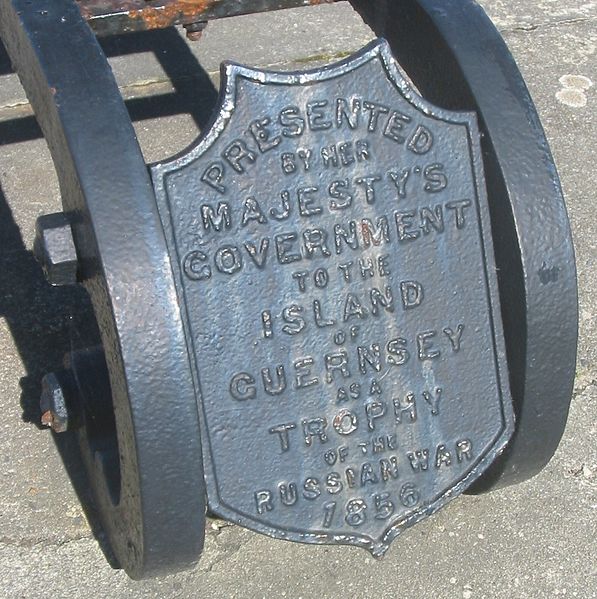 PRESENTED
BY HER
MAJESTY'S
GOVERNMENT
TO THE
ISLAND
OF
GUERNSEY
AS A
TROPHY
OF THE
RUSSIAN WAR
1856